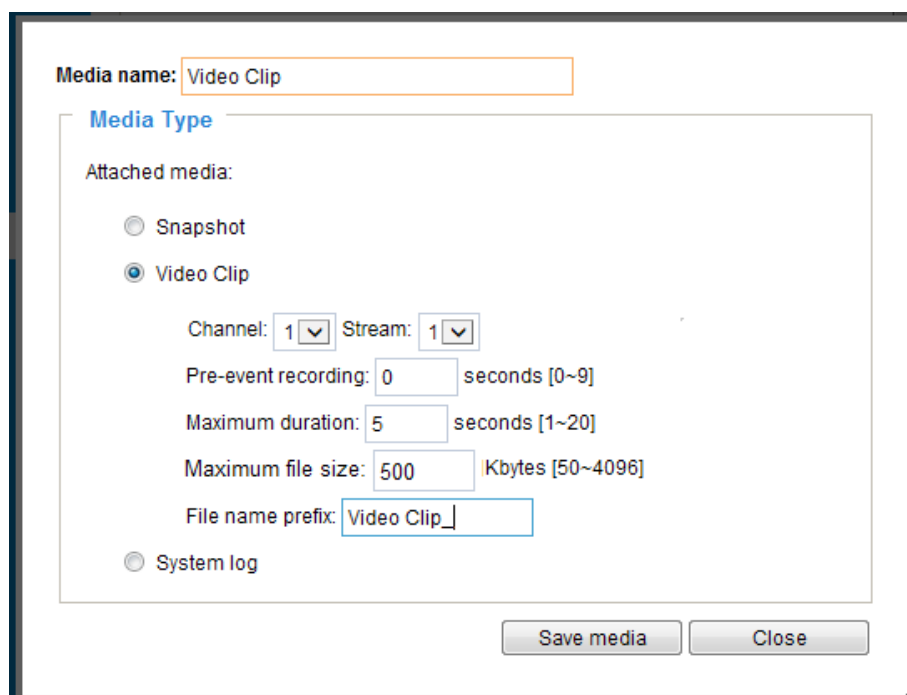 Media name: Video Clip
Media Type
Attached media:
Snapshot
Video Clip
Channel: 1 Stream: 1
Pre-event recording: 0 seconds [0~9]
Maximum duration: 5 seconds [1~20]
Maximum file size: 500 Kbytes [50~4096]
File name prefix: Video Clip_
System log
Save media Close